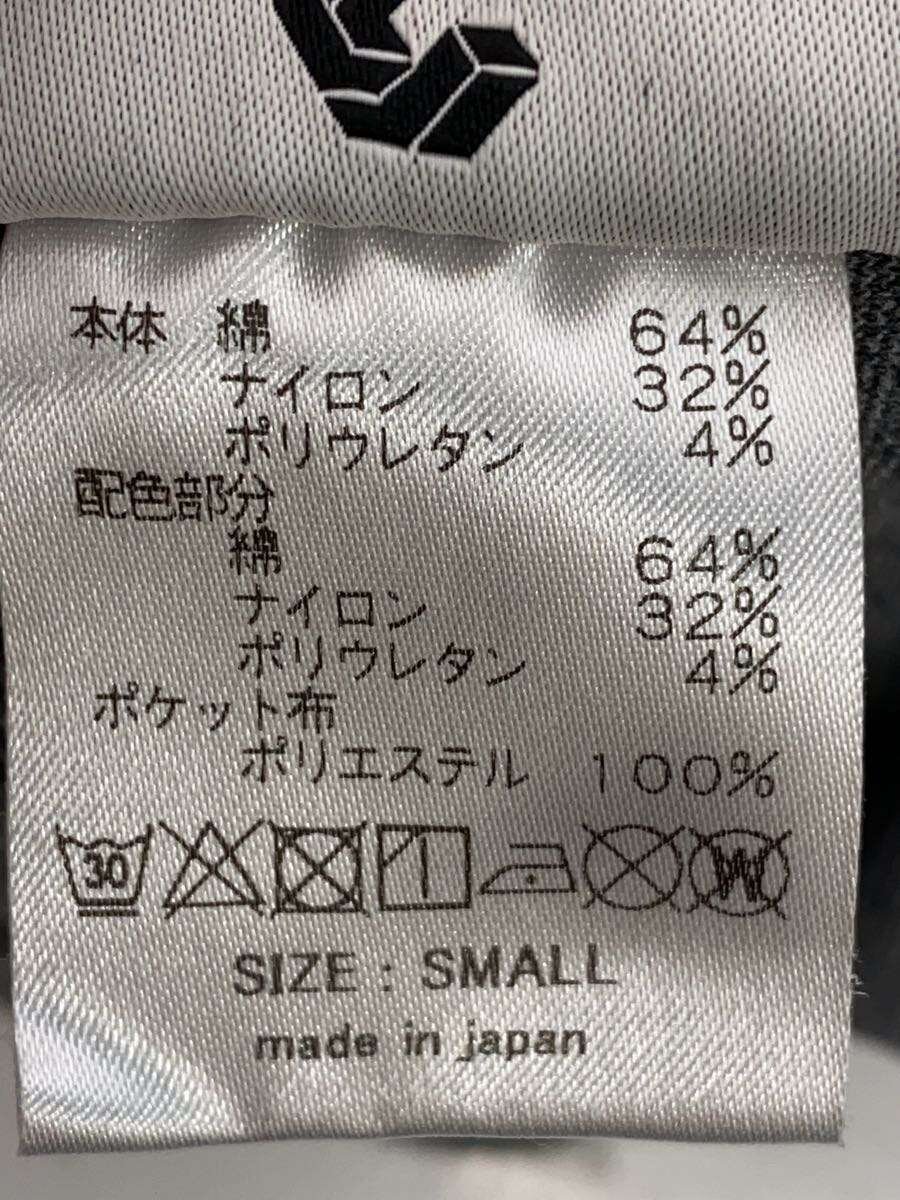 本体 綿 64%
ナイロン 32%
ポリウレタン 4%
配色部分
綿 64%
ナイロン 32%
ポリウレタン 4%
ポケット布
ポリエステル 100%
30 W
SIZE : SMALL
made in japan